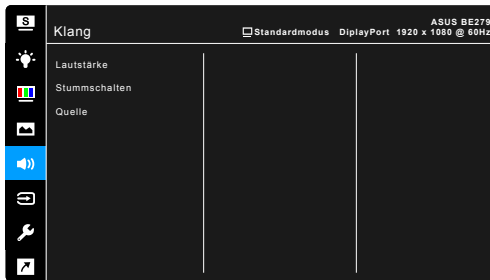 S
ASUS BE279
Klang
Standardmodus DiplayPort 1920 x 1080 @ 60Hz
Lautstärke
Stummschalten
Quelle